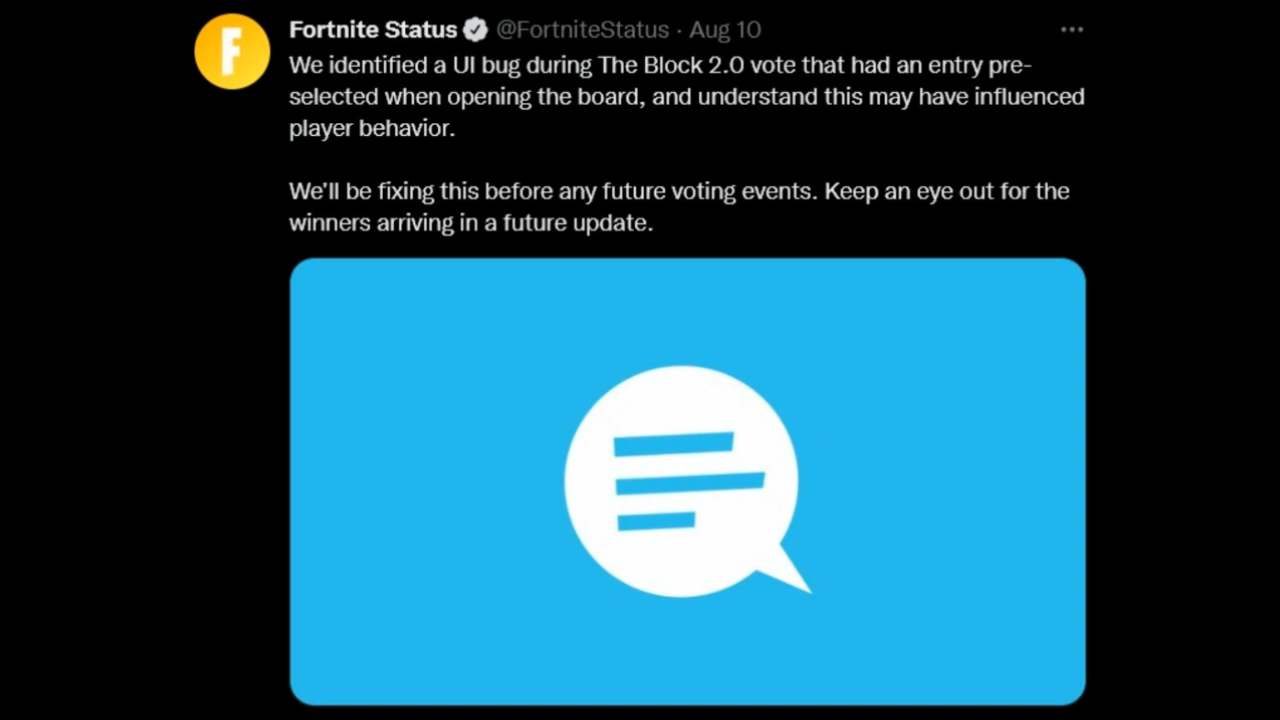 Fortnite Status @FortniteStatus · Aug 10
We identified a UI bug during The Block 2.0 vote that had an entry pre-
selected when opening the board, and understand this may have influenced
player behavior.
We'll be fixing this before any future voting events. Keep an eye out for the
winners arriving in a future update.